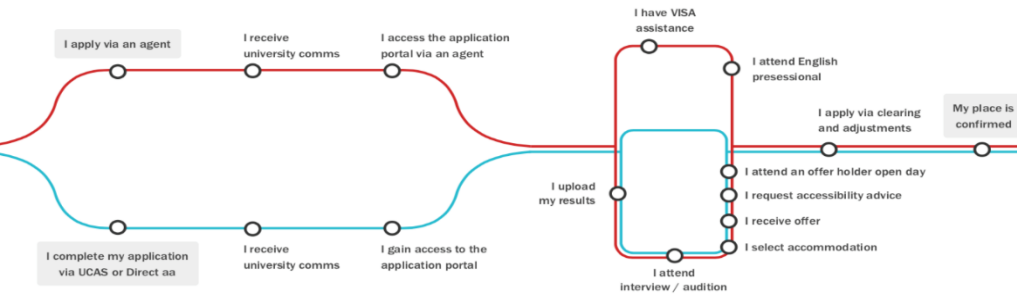 I apply via an agent
I receive
university comms
I access the application
portal via an agent
I complete my application
via UCAS or Direct aa
I receive
university comms
I gain access to the
application portal
I have VISA
assistance
I attend English
presessional
I upload
my results
I attend
interview / audition
I attend an offer holder open day
I request accessibility advice
I receive offer
I select accommodation
I apply via clearing
and adjustments
My place is
confirmed